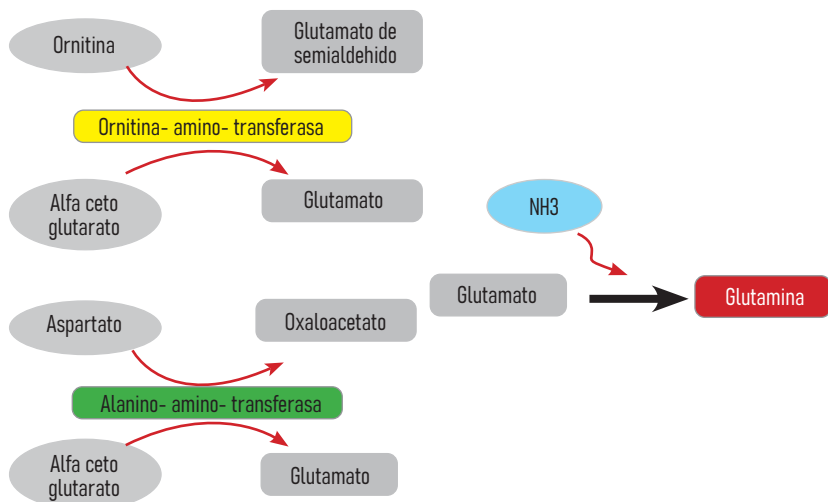 Ornitina
Glutamato de
semialdehido
Ornitina- amino- transferasa
Alfa ceto
glutarato
Glutamato
NH3
Glutamato
Glutamina
Aspartato
Oxaloacetato
Alanino- amino- transferasa
Alfa ceto
glutarato
Glutamato